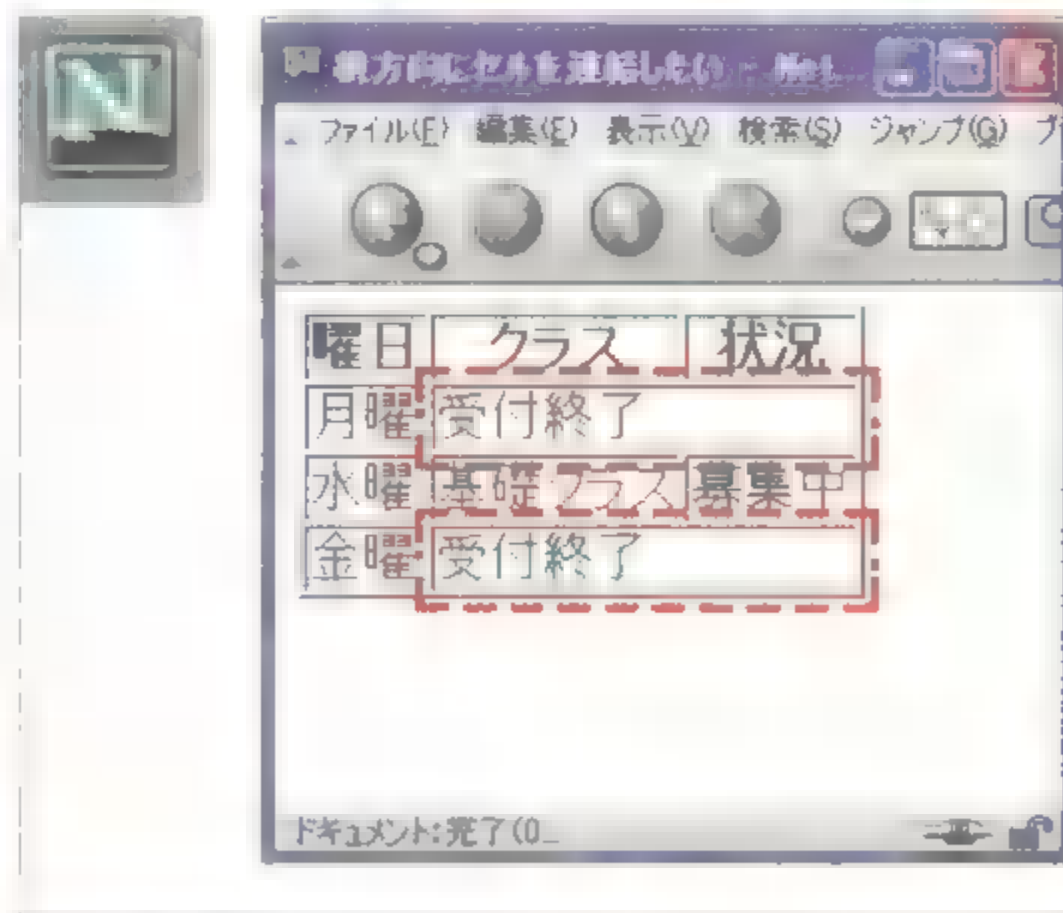 N
方向にセルを連結したい
ファイル(F) 編集(E) 表示(V) 検索(S) ジャンプ(G) ブ
曜日 クラス 状況
月曜 受付終了
水曜 基礎クラス 募集中
金曜 受付終了
ドキュメント:完了(0...